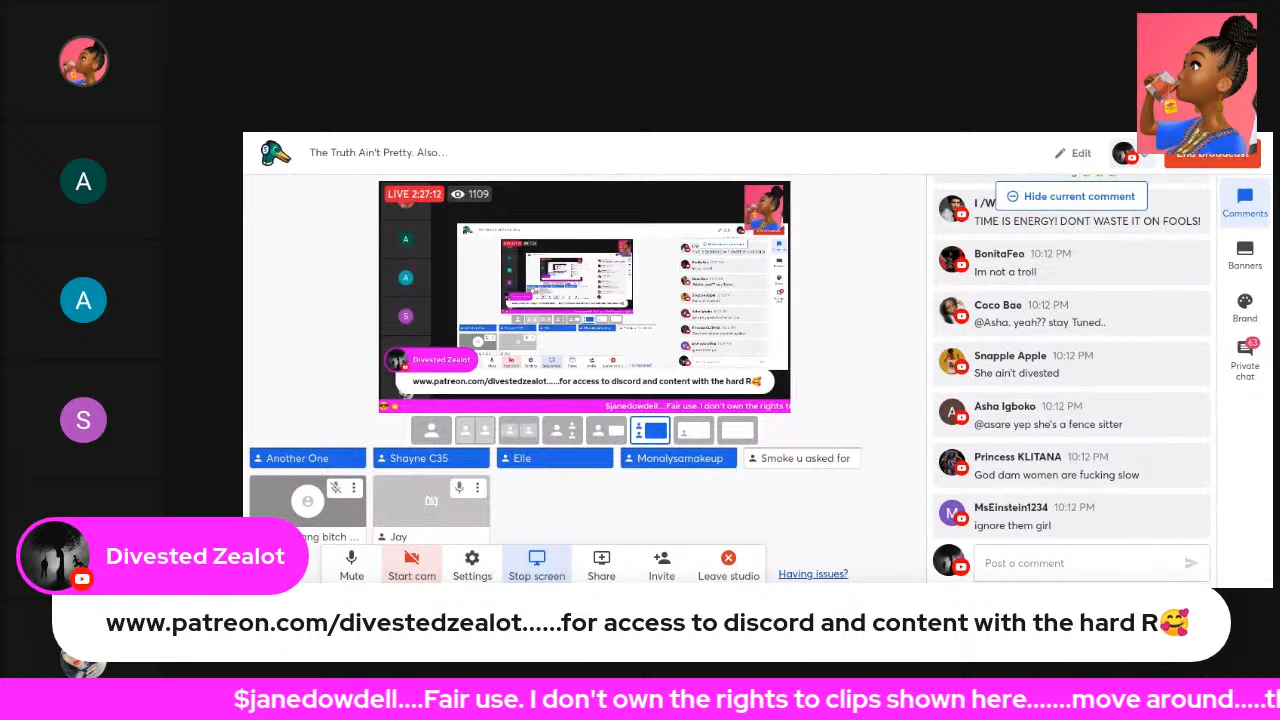 The Truth Ain't Pretty. Also...
Edit
End broadcast
LIVE 2:27:12
1109
Hide current comment
TIME IS ENERGY! DONT WASTE IT ON FOOLS!
BonitaFeo 10:12 PM
Im not a troll
Coco Bae 10:12 PM
@Asha. yeah?! I'm Tuned..
Snapple Apple 10:12 PM
She ain't divested
Asha Igboko 10:12 PM
@asare yep she's a fence sitter
Princess KLITANA 10:12 PM
God dam women are fucking slow
MsEinstein1234 10:12 PM
ignore them girl
Post a comment
Comments
Banners
Brand
63
Private
chat
A
A
S
A
A
S
Divested Zealot
www.patreon.com/divestedzealot......for access to discord and content with the hard R🥰
$janedowdell....Fair use. I don't own the rights to
Another One
Shayne C35
Elle
Monalysamakeup
Smoke u asked for
ang bitch ...
Jay
Mute
Start cam
Settings
Stop screen
Share
Invite
Leave studio
Having issues?
Divested Zealot
www.patreon.com/divestedzealot......for access to discord and content with the hard R🥰
$janedowdell....Fair use. I don't own the rights to clips shown here.......move around.....th